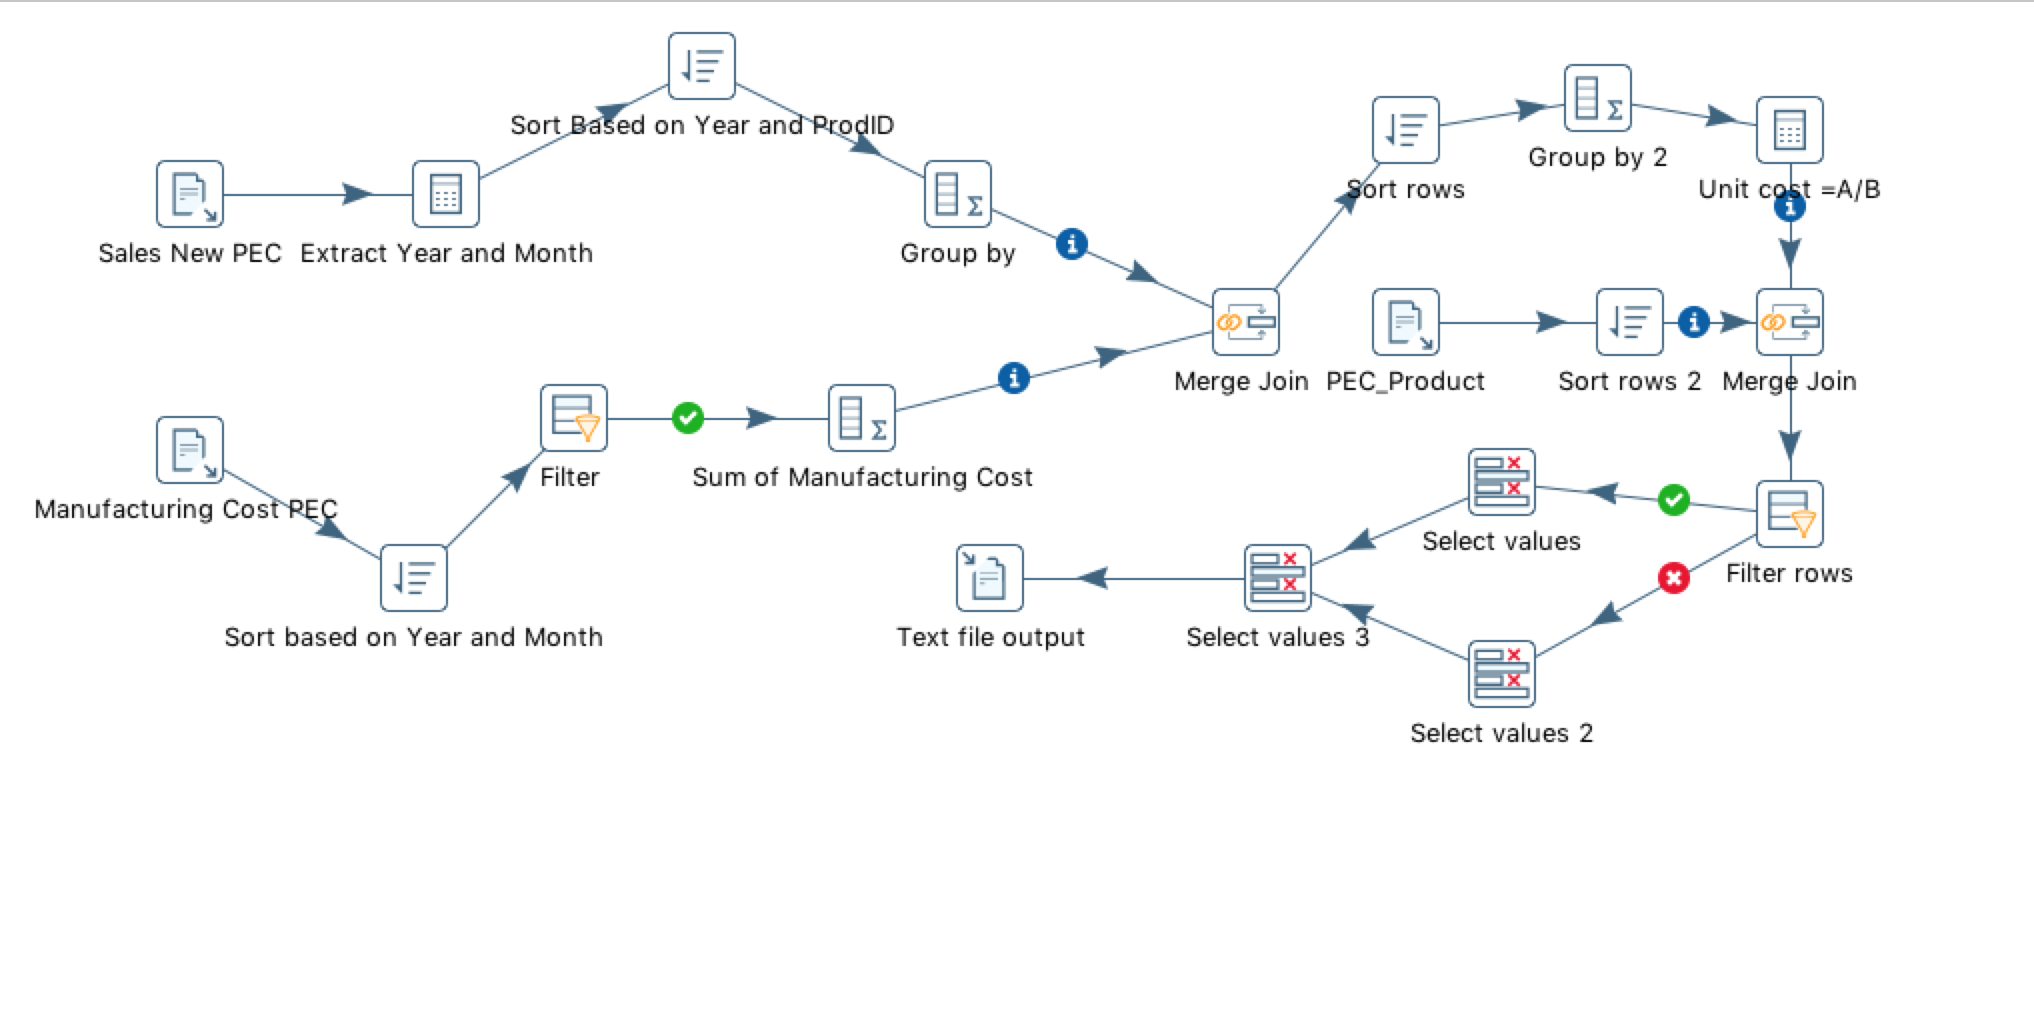 Sort Based on Year and ProdID
Sales New PEC
Extract Year and Month
Group by
Sort rows
Group by 2
Unit cost =A/B
Merge Join
PEC_Product
Sort rows 2
Merge Join
Manufacturing Cost PEC
Filter
Sum of Manufacturing Cost
Sort based on Year and Month
Select values
Filter rows
Text file output
Select values 3
Select values 2